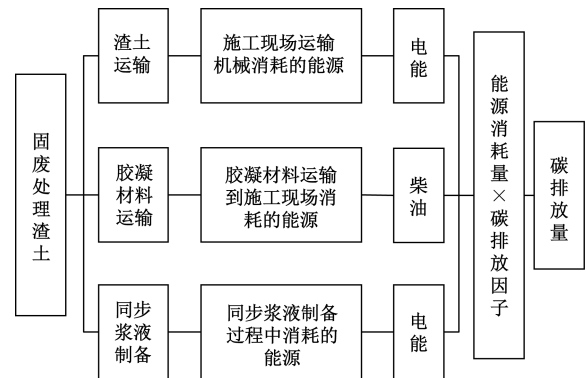 固废处理渣土
渣土
运输
施工现场运输
机械消耗的能源
电能
胶凝
材料
运输
胶凝材料运输
到施工现场消
耗的能源
柴油
同步
浆液
制备
同步浆液制备
过程中消耗的
能源
电能
能源消耗量×碳排放因子
碳排放量